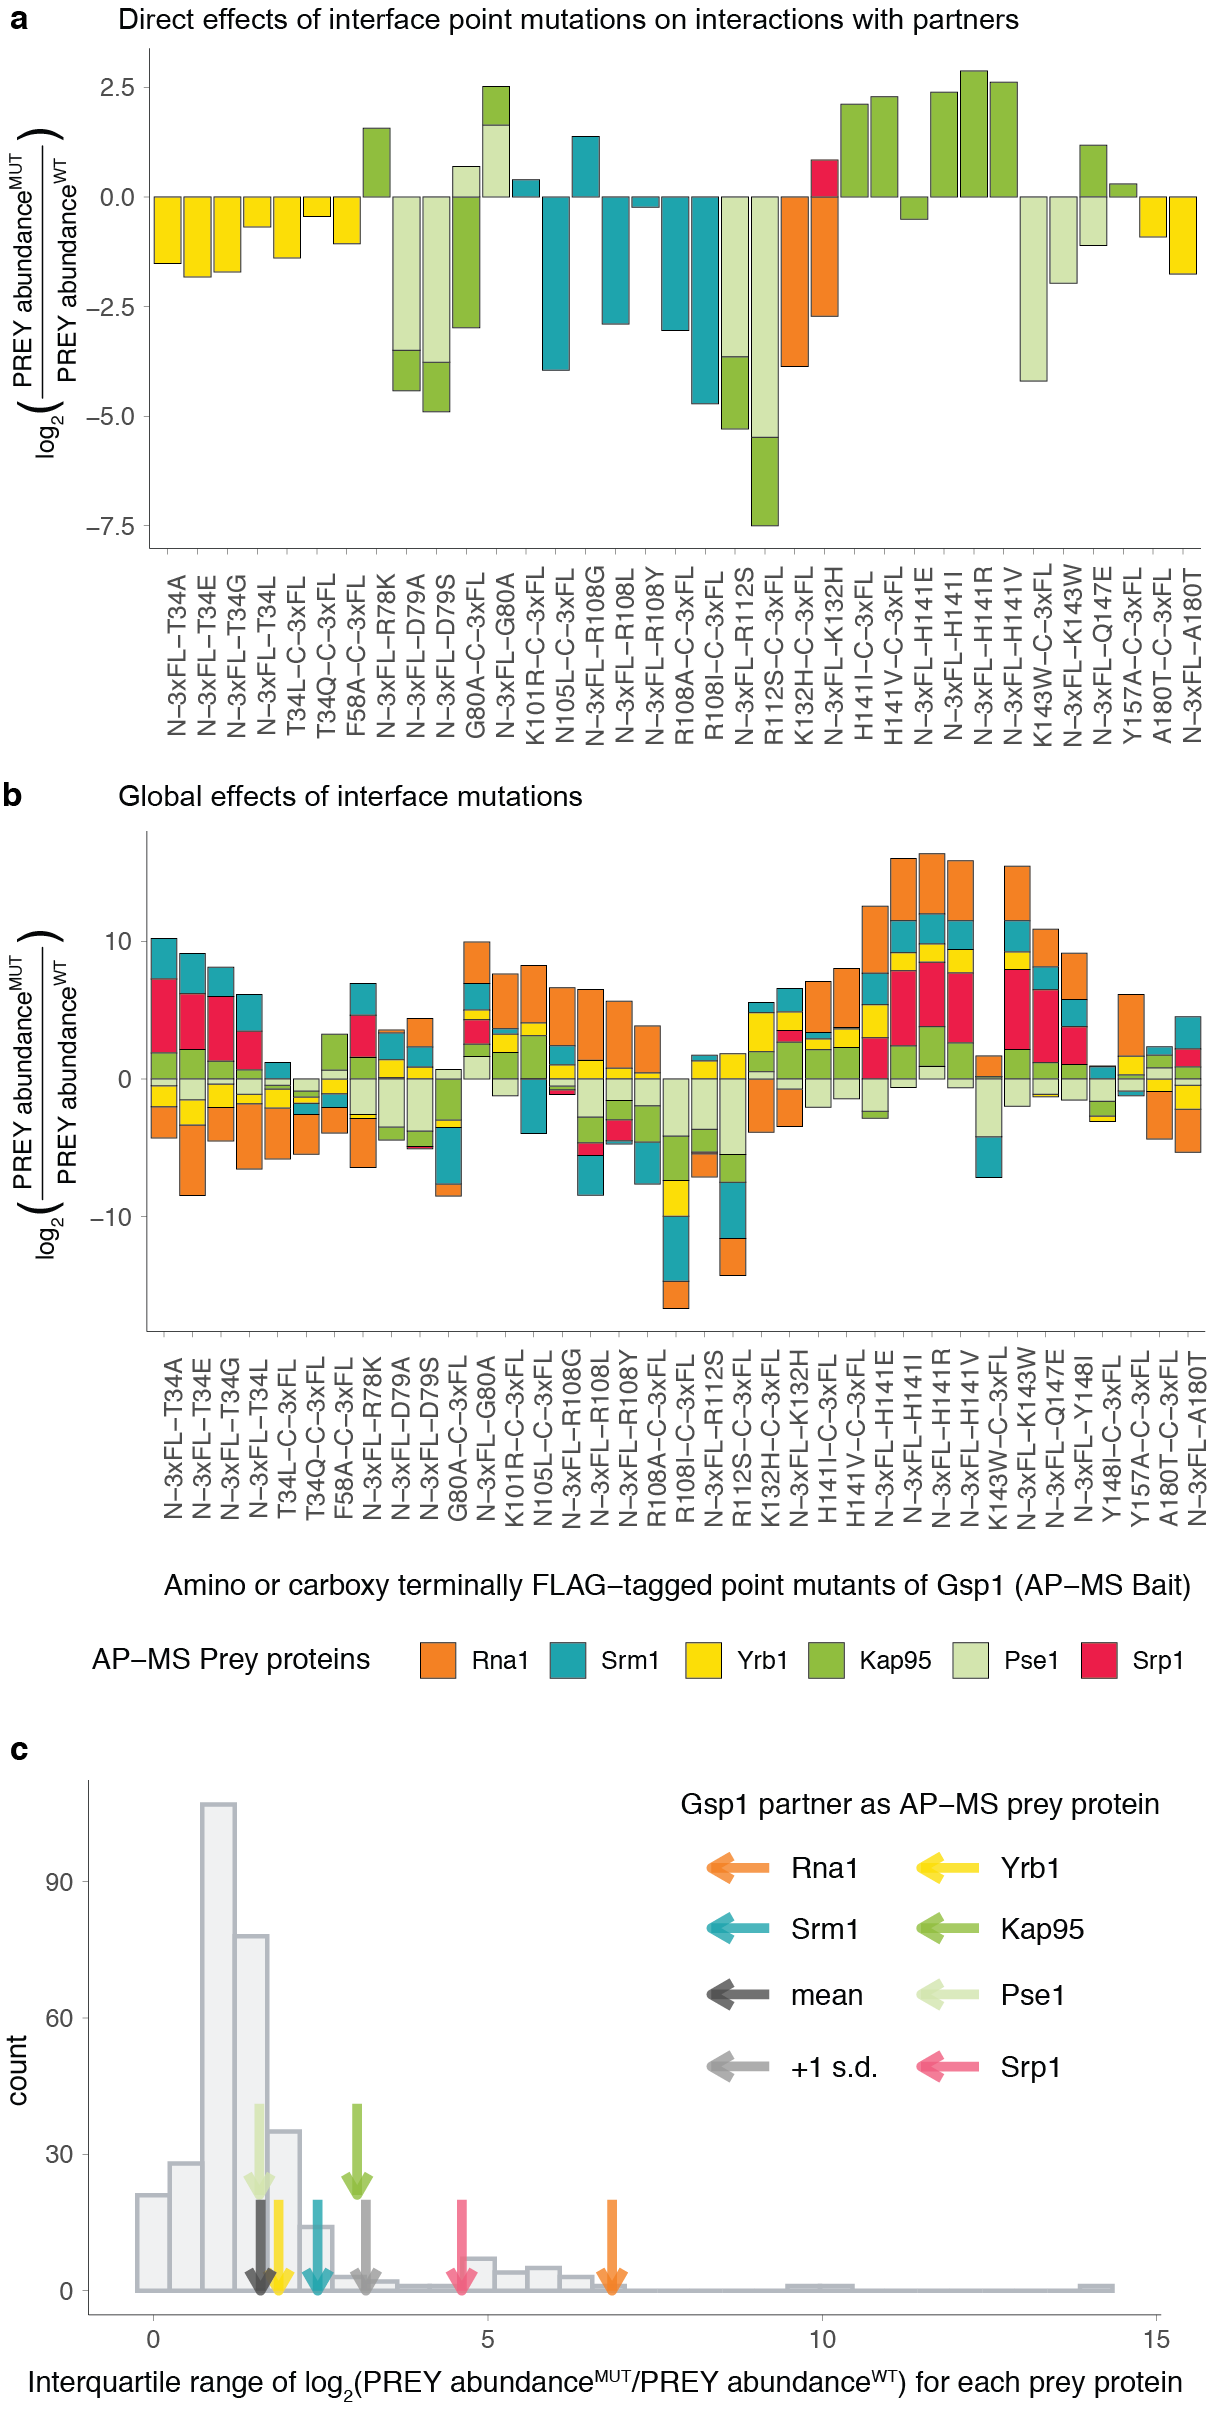 a Direct effects of interface point mutations on interactions with partners
log2(PREY abundanceMUT/PREY abundanceWT)
2.5
0.0
−2.5
−5.0
−7.5
N−3xFL−T34A
N−3xFL−T34E
N−3xFL−T34G
N−3xFL−T34L
T34L−C−3xFL
T34Q−C−3xFL
F58A−C−3xFL
N−3xFL−R78K
N−3xFL−D79A
N−3xFL−D79S
G80A−C−3xFL
N−3xFL−G80A
K101R−C−3xFL
N105L−C−3xFL
N−3xFL−R108G
N−3xFL−R108L
N−3xFL−R108Y
R108A−C−3xFL
R108I−C−3xFL
N−3xFL−R112S
R112S−C−3xFL
K132H−C−3xFL
N−3xFL−K132H
H141I−C−3xFL
H141V−C−3xFL
N−3xFL−H141E
N−3xFL−H141I
N−3xFL−H141R
N−3xFL−H141V
K143W−C−3xFL
N−3xFL−K143W
N−3xFL−Q147E
Y157A−C−3xFL
A180T−C−3xFL
N−3xFL−A180T
b Global effects of interface mutations
log2(PREY abundanceMUT/PREY abundanceWT)
10
0
−10
N−3xFL−T34A
N−3xFL−T34E
N−3xFL−T34G
N−3xFL−T34L
T34L−C−3xFL
T34Q−C−3xFL
F58A−C−3xFL
N−3xFL−R78K
N−3xFL−D79A
N−3xFL−D79S
G80A−C−3xFL
N−3xFL−G80A
K101R−C−3xFL
N105L−C−3xFL
N−3xFL−R108G
N−3xFL−R108L
N−3xFL−R108Y
R108A−C−3xFL
R108I−C−3xFL
N−3xFL−R112S
R112S−C−3xFL
K132H−C−3xFL
N−3xFL−K132H
H141I−C−3xFL
H141V−C−3xFL
N−3xFL−H141E
N−3xFL−H141I
N−3xFL−H141R
N−3xFL−H141V
K143W−C−3xFL
N−3xFL−K143W
N−3xFL−Q147E
N−3xFL−Y148I
Y148I−C−3xFL
Y157A−C−3xFL
A180T−C−3xFL
N−3xFL−A180T
Amino or carboxy terminally FLAG−tagged point mutants of Gsp1 (AP−MS Bait)
AP−MS Prey proteins Rna1 Srm1 Yrb1 Kap95 Pse1 Srp1
c
Gsp1 partner as AP−MS prey protein
Rna1 Yrb1
Srm1 Kap95
mean Pse1
+1 s.d. Srp1
count
90
60
30
0
0 5 10 15
Interquartile range of log2(PREY abundanceMUT/PREY abundanceWT) for each prey protein